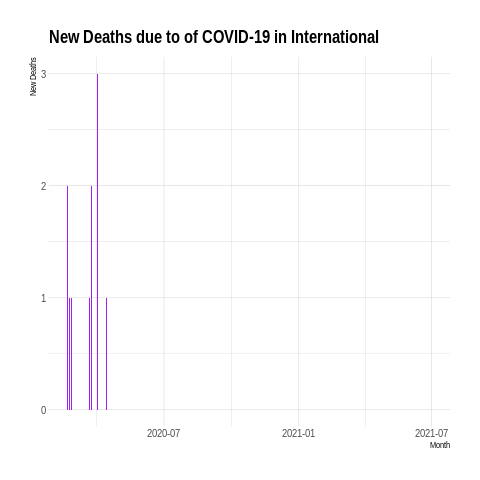 New Deaths due to of COVID-19 in International
New Deaths
3
2
1
0
2020-07
2021-01
2021-07
Month